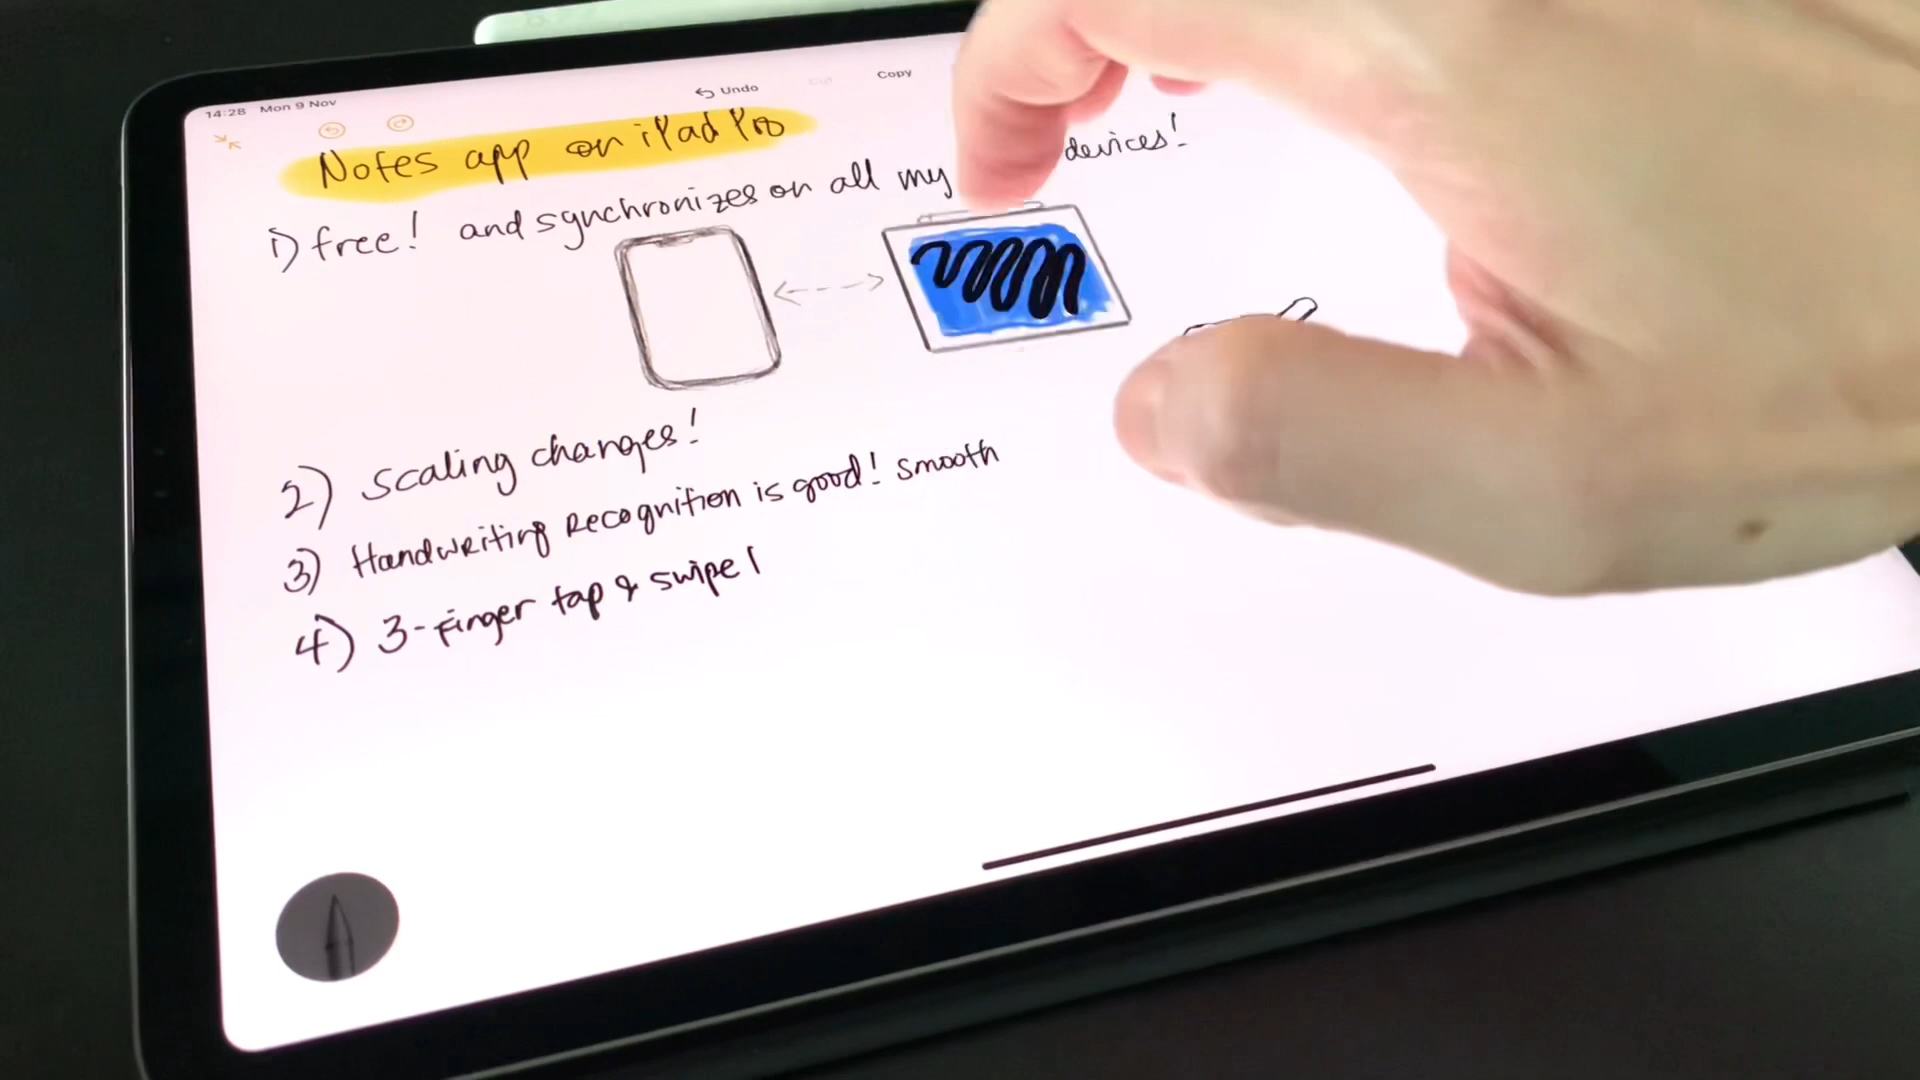 14:28 Mon 9 Nov
Undo Cut Copy
Notes app on iPad Pro
1) free! and synchronizes on all my devices!
2) scaling changes!
3) Handwriting Recognition is good! smooth
4) 3-finger tap & swipe l